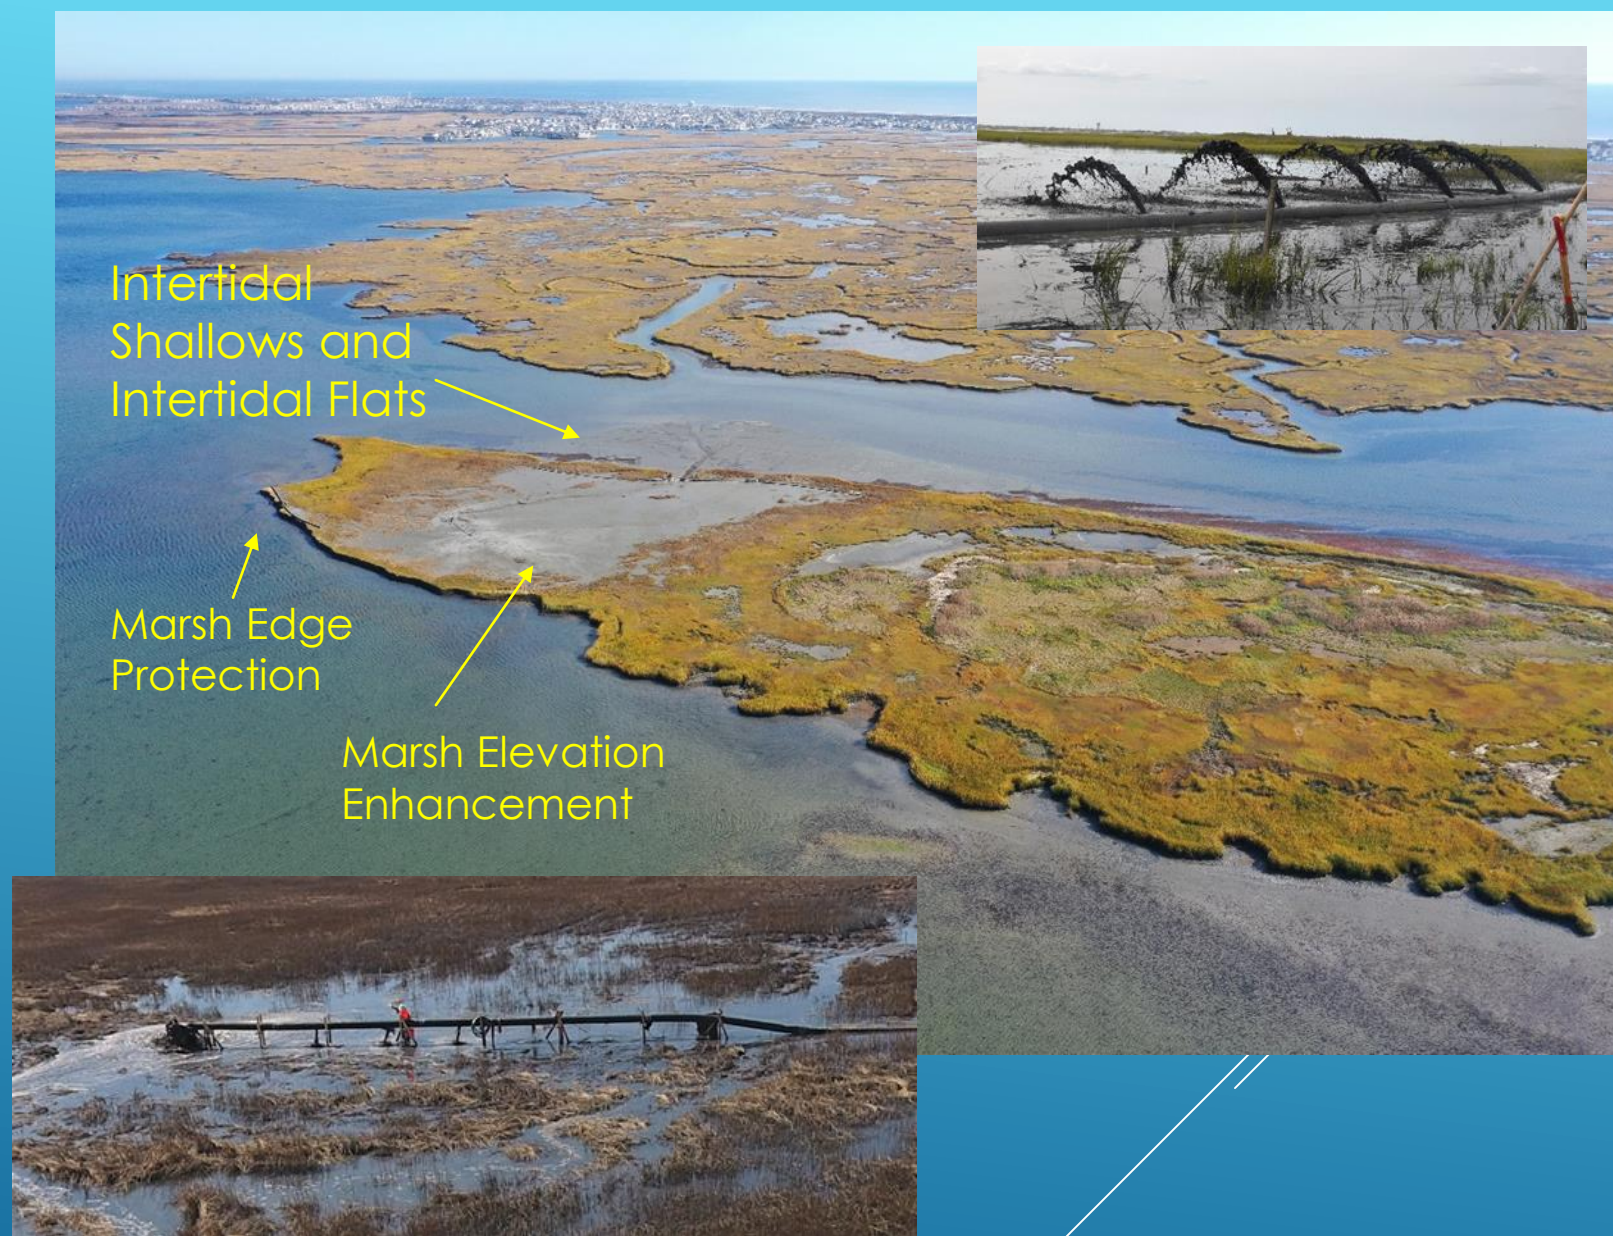 Intertidal
Shallows and
Intertidal Flats
Marsh Edge
Protection
Marsh Elevation
Enhancement